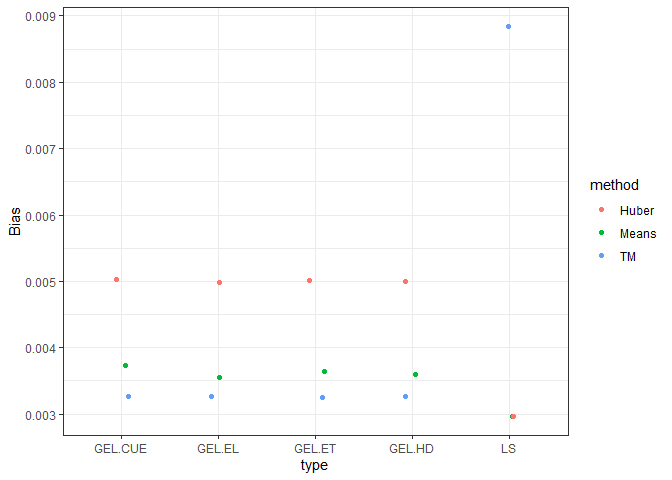 0.009
0.008
0.007
0.006
0.005
0.004
0.003
Bias
GEL.CUE GEL.EL GEL.ET GEL.HD LS
type
method
Huber
Means
TM